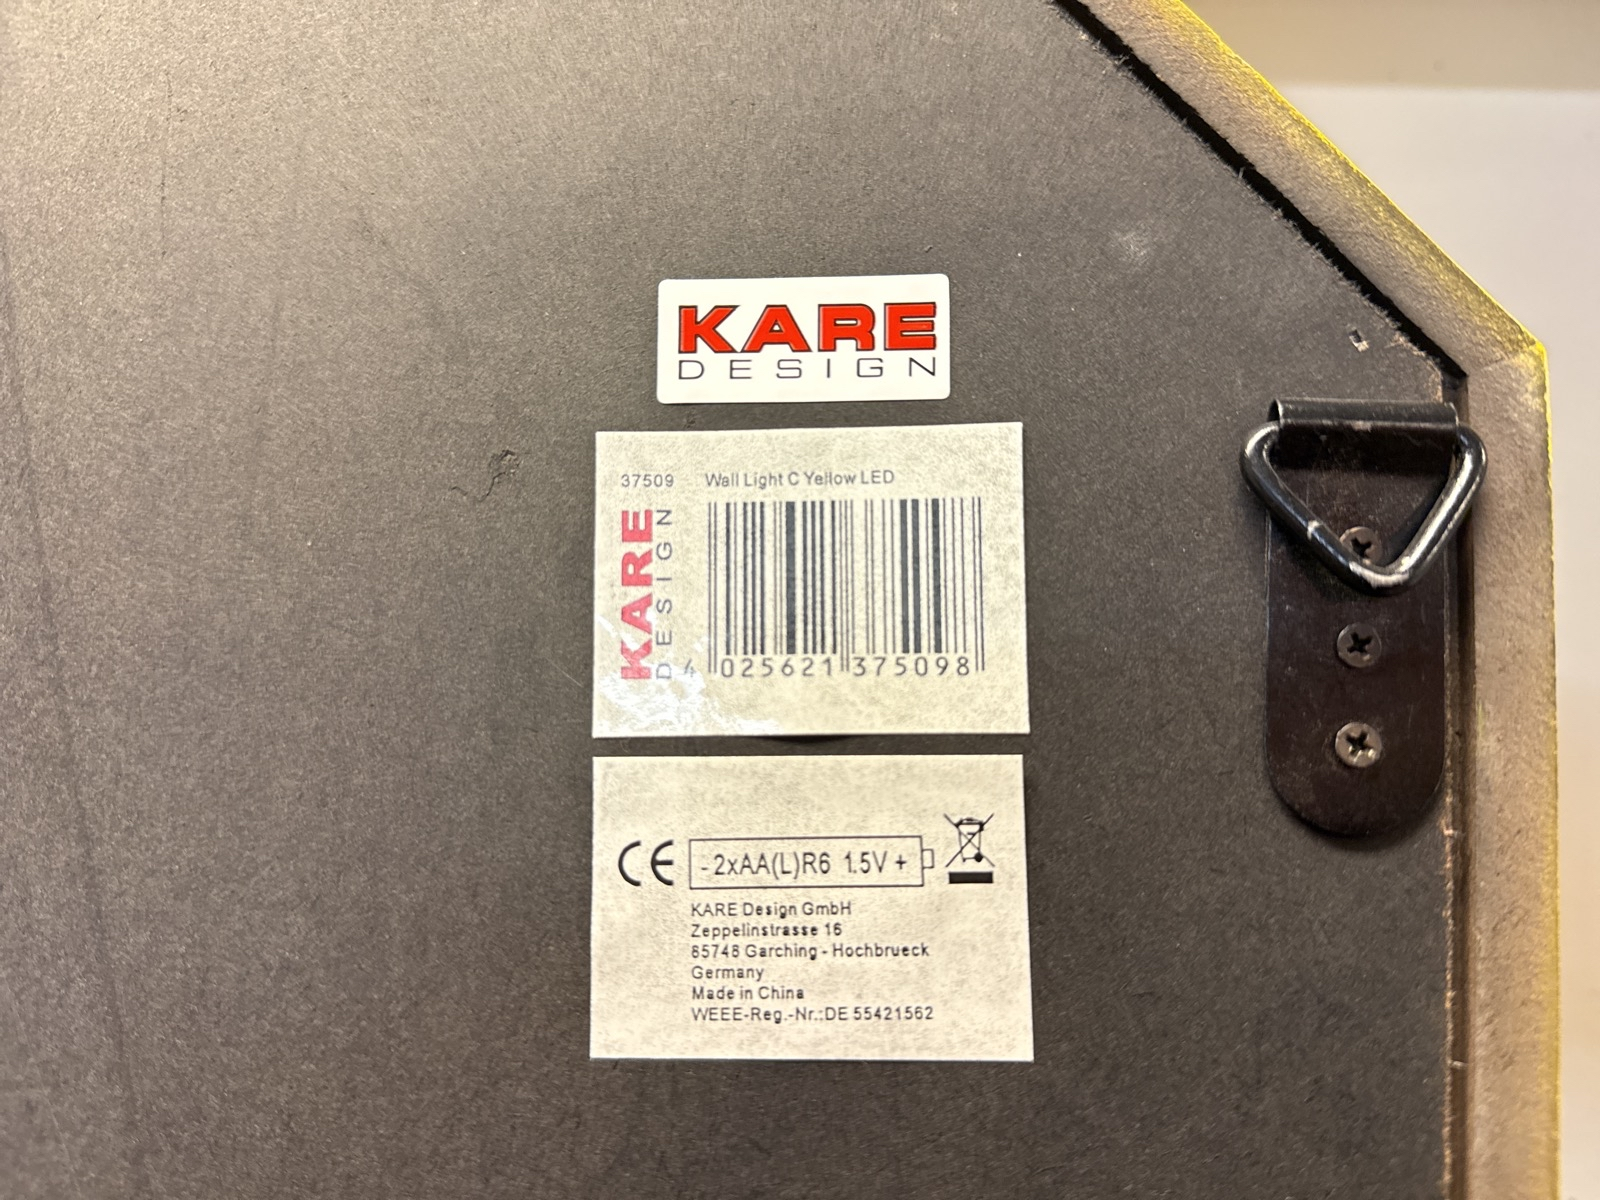 KARE
DESIGN
37509 Wall Light C Yellow LED
KARE
DESIGN
4 025621 375098
CE - 2xAA(L)R6 1.5V +
KARE Design GmbH
Zeppelinstrasse 16
85748 Garching - Hochbrueck
Germany
Made in China
WEEE-Reg.-Nr.:DE 55421562